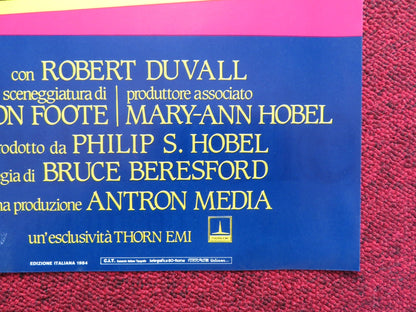 con ROBERT DUVALL
sceneggiatura di | produttore associato
ON FOOTE | MARY-ANN HOBEL
rodotto da PHILIP S. HOBEL
gia di BRUCE BERESFORD
na produzione ANTRON MEDIA
un'esclusività THORN EMI
EDIZIONE ITALIANA 1984
C.I.T.